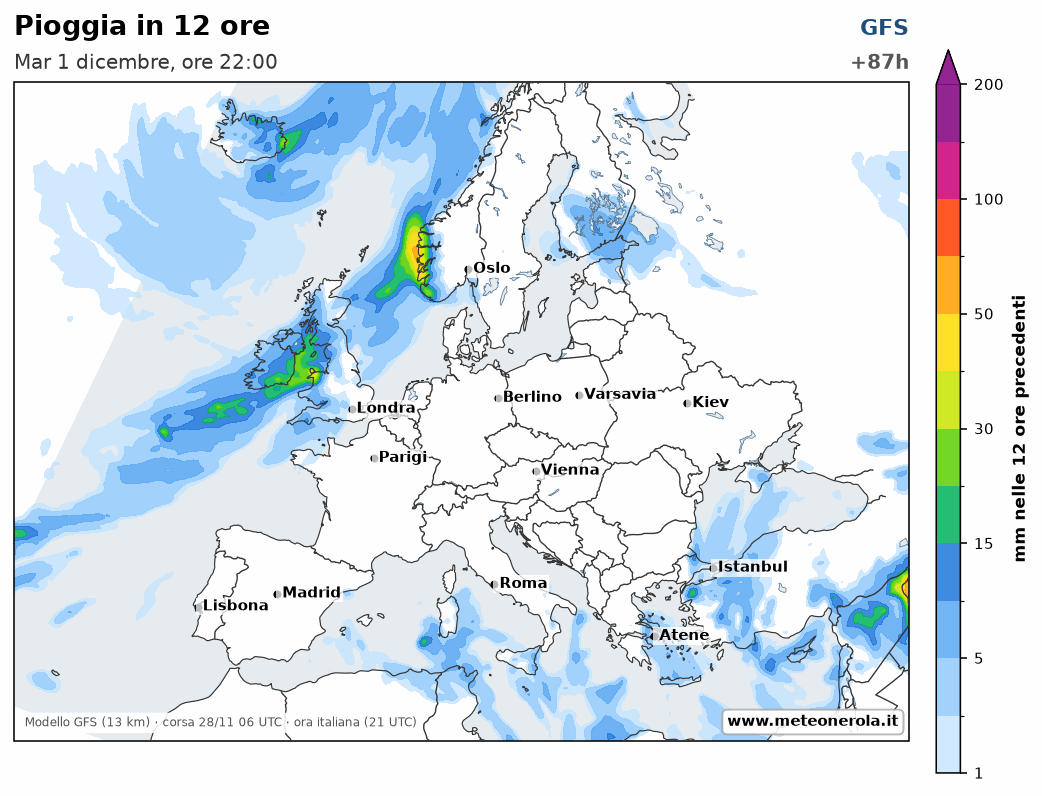 Pioggia in 12 ore
GFS
Mar 1 dicembre, ore 22:00
+87h
Oslo
Londra
Berlino
Varsavia
Kiev
Parigi
Vienna
Istanbul
Roma
Madrid
Lisbona
Atene
Modello GFS (13 km) · corsa 28/11 06 UTC · ora italiana (21 UTC)
www.meteonerola.it
200
100
50
30
15
5
1
mm nelle 12 ore precedenti